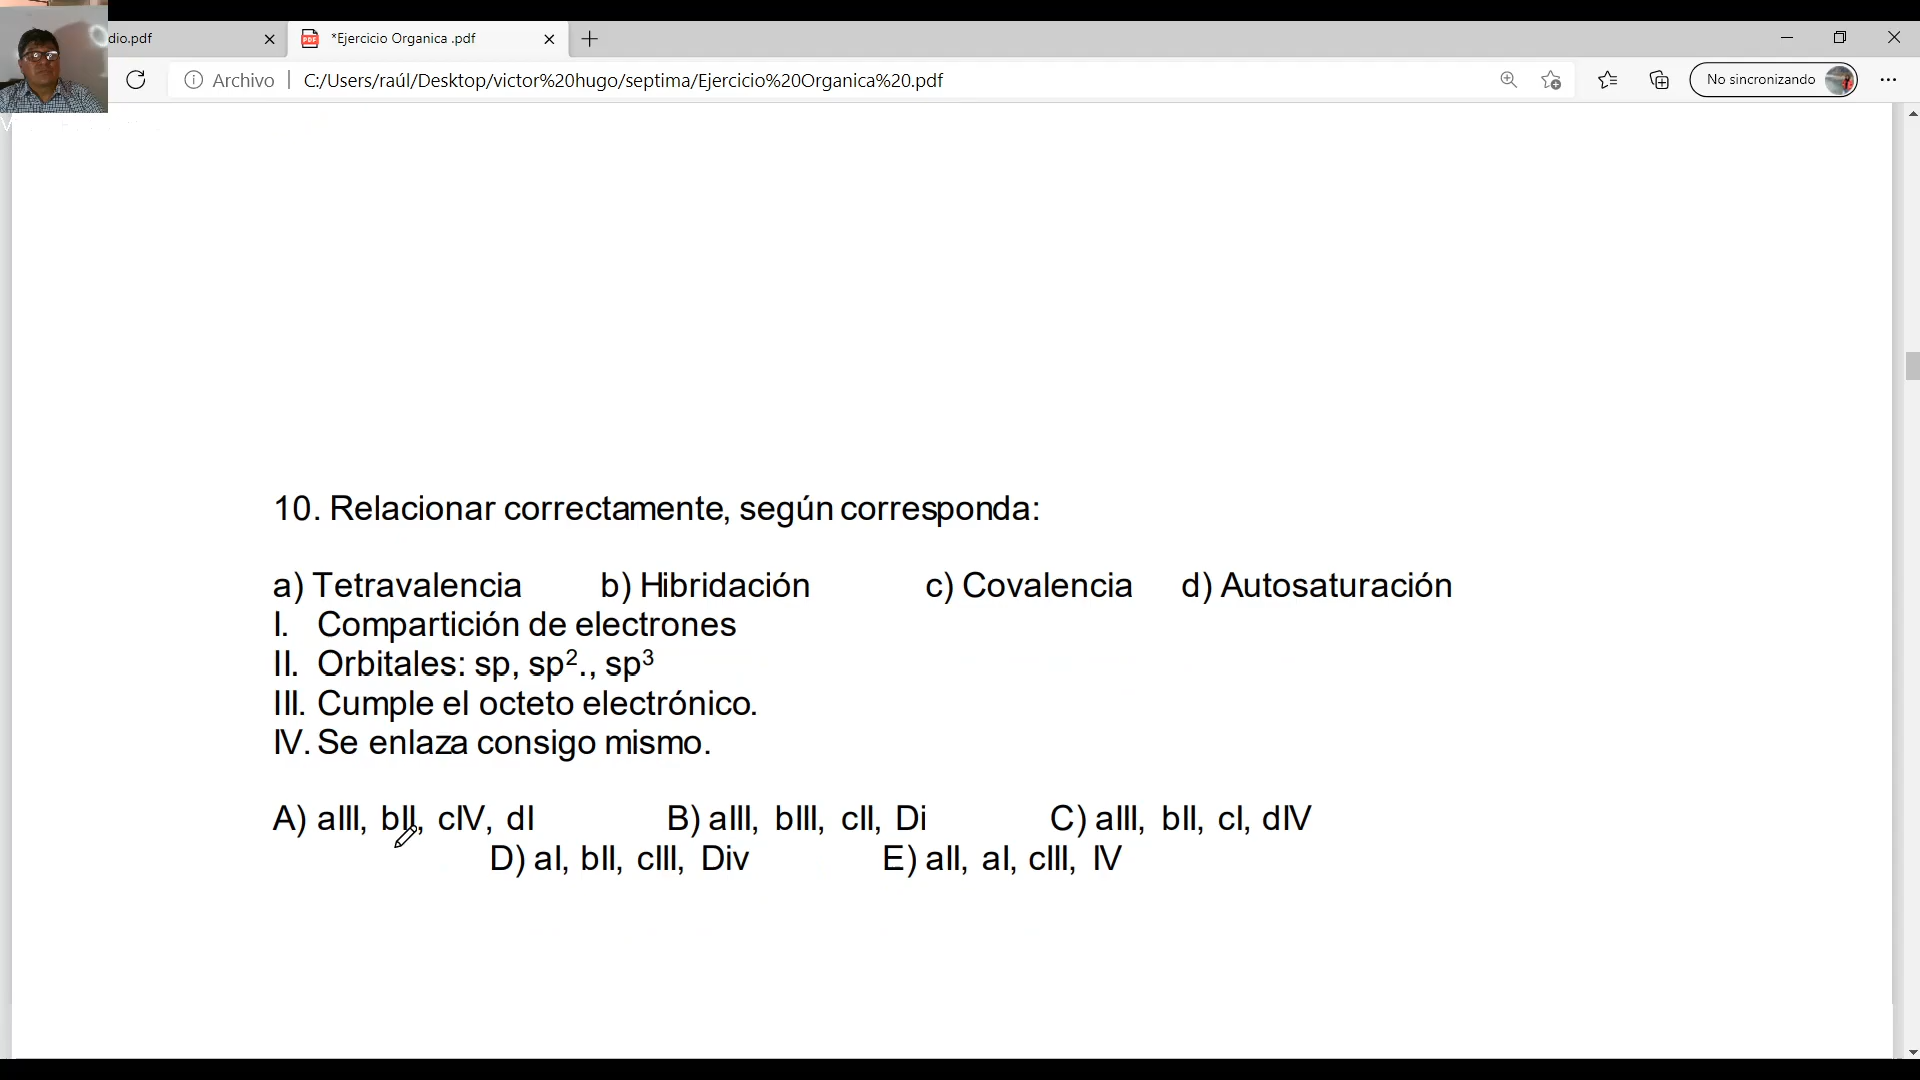 dio.pdf
*Ejercicio Organica .pdf
Archivo
C:/Users/raúl/Desktop/victor%20hugo/septima/Ejercicio%20Organica%20.pdf
No sincronizando
10. Relacionar correctamente, según corresponda:
a) Tetravalencia b) Hibridación c) Covalencia d) Autosaturación
I. Compartición de electrones
II. Orbitales: sp, sp²., sp³
III. Cumple el octeto electrónico.
IV. Se enlaza consigo mismo.
A) aIII, bII, cIV, dI B) aIII, bIII, cII, Di C) aIII, bII, cI, dIV
D) aI, bII, cIII, Div E) aII, aI, cIII, IV